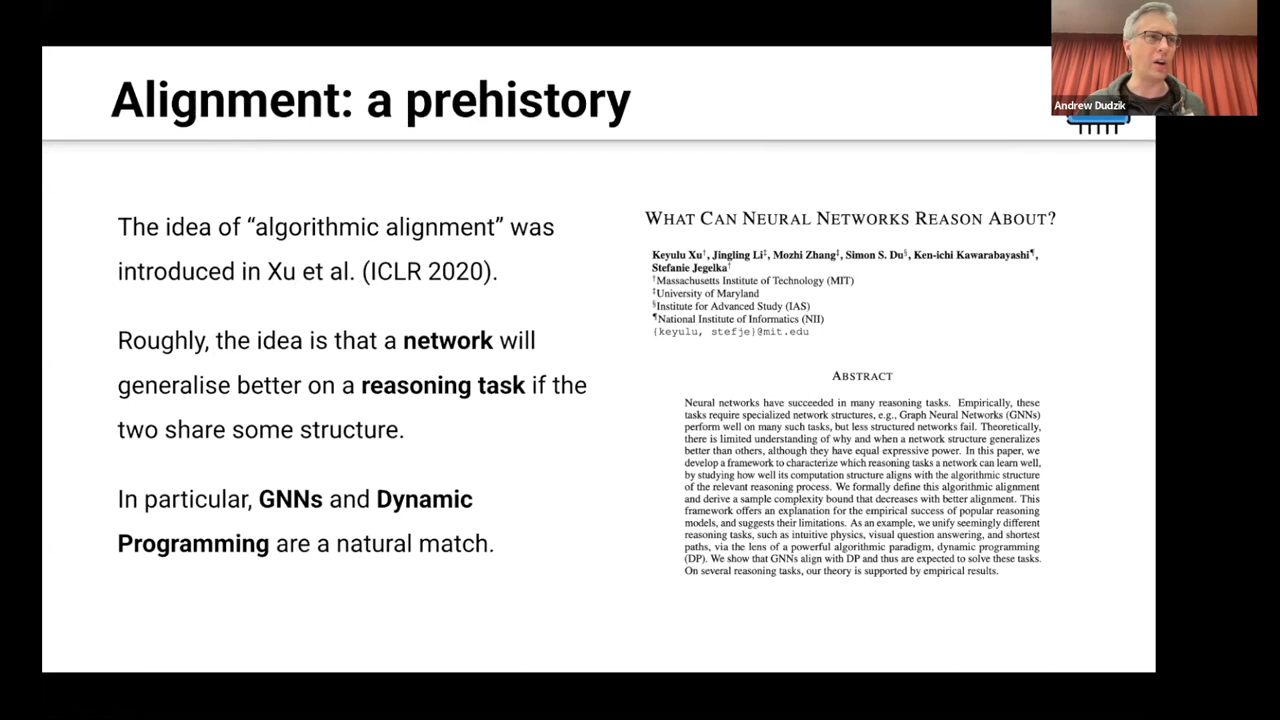 Alignment: a prehistory
Andrew Dudzik
The idea of “algorithmic alignment” was
introduced in Xu et al. (ICLR 2020).
Roughly, the idea is that a network will
generalise better on a reasoning task if the
two share some structure.
In particular, GNNs and Dynamic
Programming are a natural match.
WHAT CAN NEURAL NETWORKS REASON ABOUT?
Keyulu Xu†, Jingling Li‡, Mozhi Zhang‡, Simon S. Du§, Ken-ichi Kawarabayashi¶,
Stefanie Jegelka†
†Massachusetts Institute of Technology (MIT)
‡University of Maryland
§Institute for Advanced Study (IAS)
¶National Institute of Informatics (NII)
{keyulu, stefje}@mit.edu
ABSTRACT
Neural networks have succeeded in many reasoning tasks. Empirically, these
tasks require specialized network structures, e.g., Graph Neural Networks (GNNs)
perform well on many such tasks, but less structured networks fail. Theoretically,
there is limited understanding of why and when a network structure generalizes
better than others, although they have equal expressive power. In this paper, we
develop a framework to characterize which reasoning tasks a network can learn well,
by studying how well its computation structure aligns with the algorithmic structure
of the relevant reasoning process. We formally define this algorithmic alignment
and derive a sample complexity bound that decreases with better alignment. This
framework offers an explanation for the empirical success of popular reasoning
models, and suggests their limitations. As an example, we unify seemingly different
reasoning tasks, such as intuitive physics, visual question answering, and shortest
paths, via the lens of a powerful algorithmic paradigm, dynamic programming
(DP). We show that GNNs align with DP and thus are expected to solve these tasks.
On several reasoning tasks, our theory is supported by empirical results.